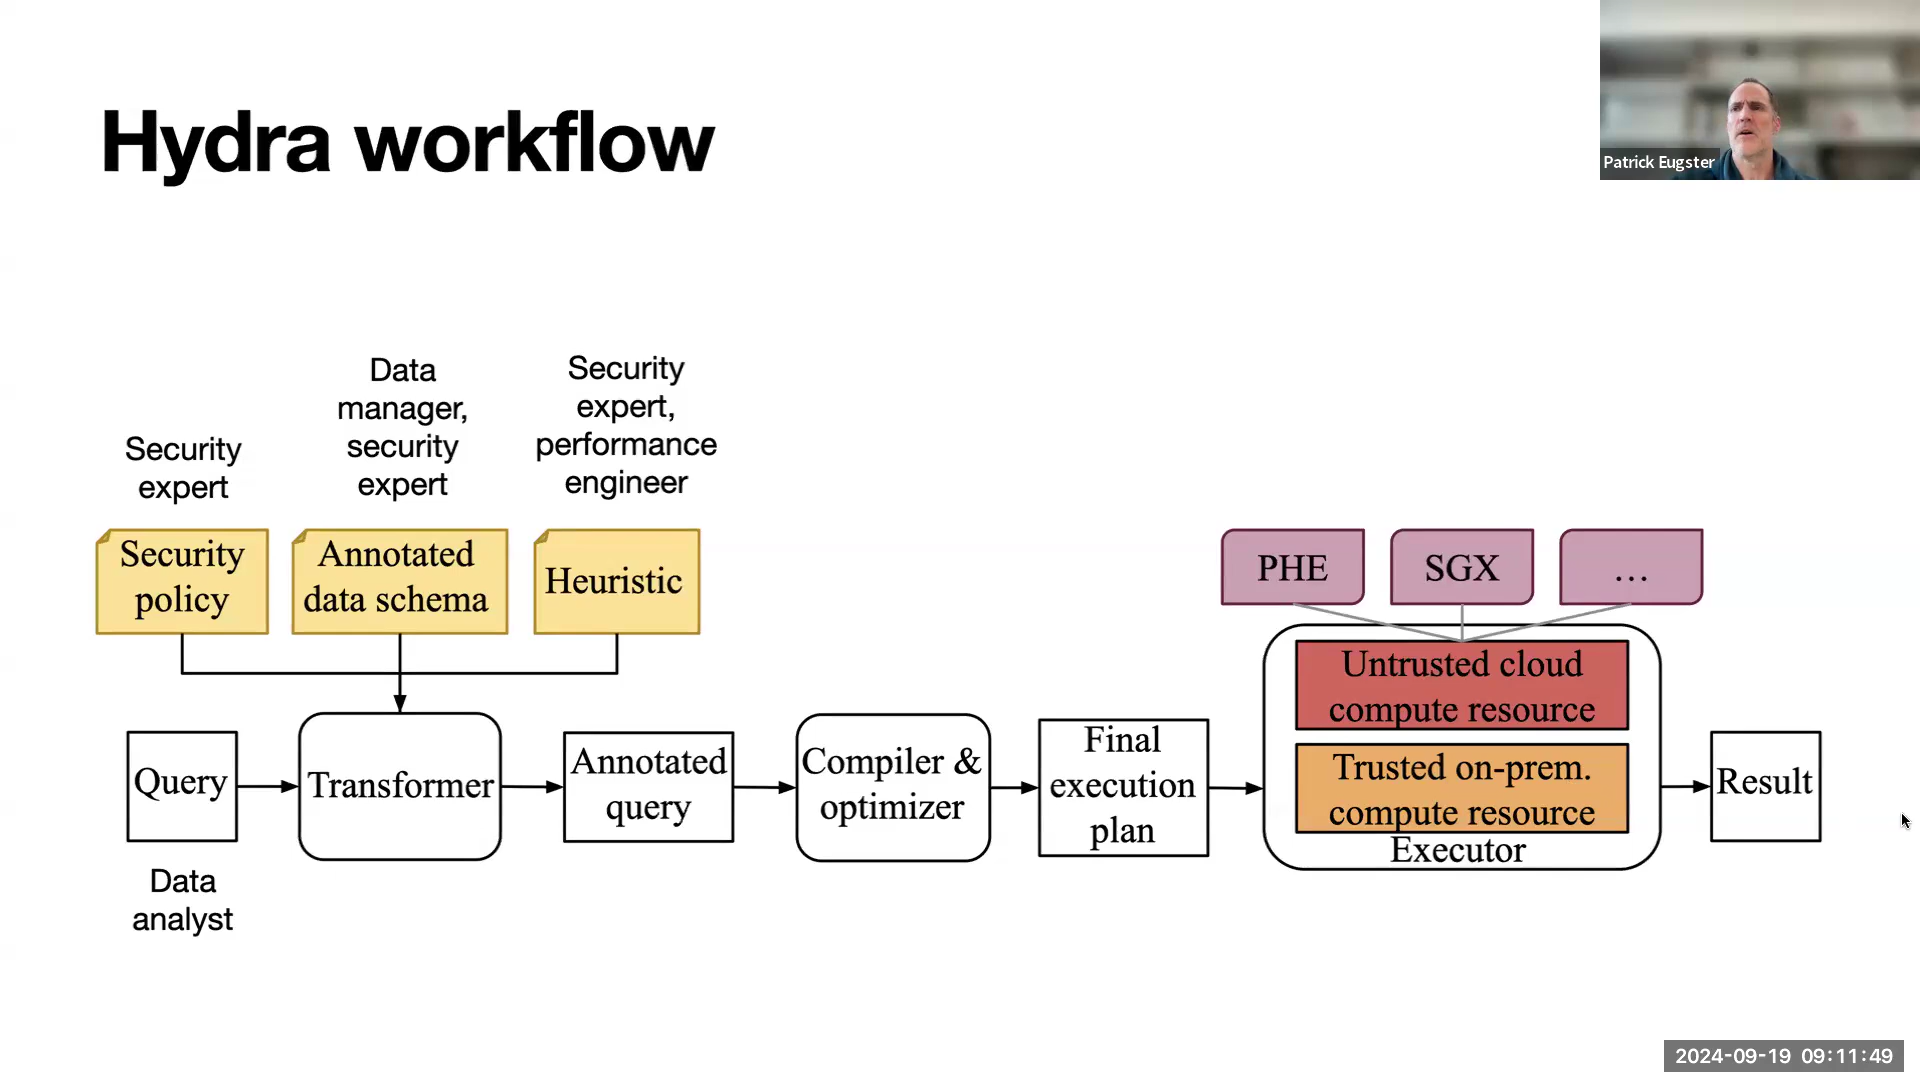 Hydra workflow
Patrick Eugster
Security
expert
Data
manager,
security
expert
Security
expert,
performance
engineer
Security
policy
Annotated
data schema
Heuristic
PHE
SGX
...
Query
Transformer
Annotated
query
Compiler &
optimizer
Final
execution
plan
Untrusted cloud
compute resource
Trusted on-prem.
compute resource
Executor
Result
Data
analyst
2024-09-19 09:11:49